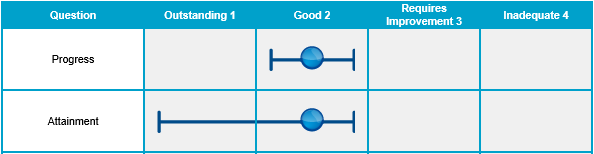 Question Outstanding 1 Good 2 Requires Improvement 3 Inadequate 4
Progress
Attainment